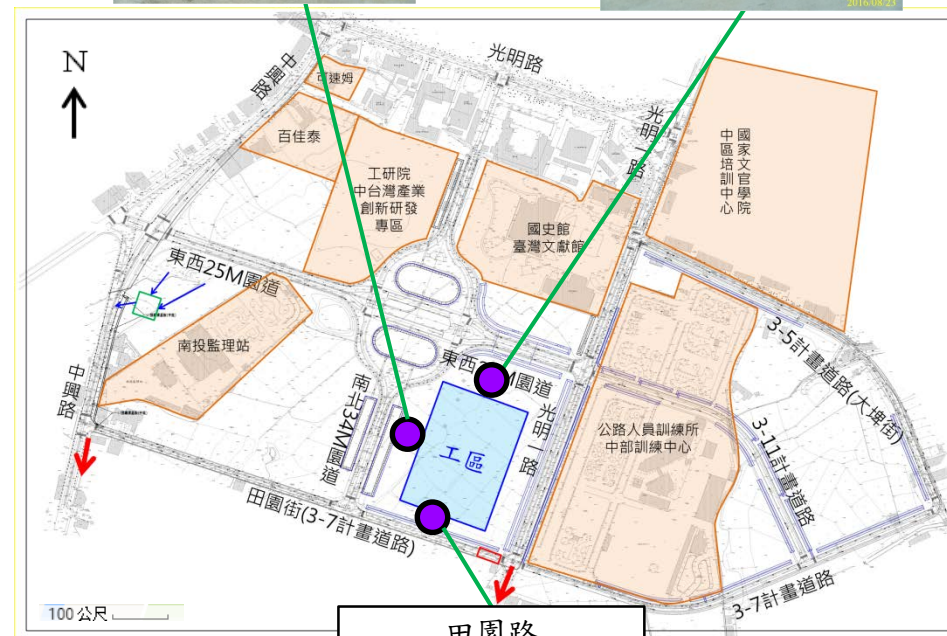 2016/08/23
N
中興路
光明路
可速姆
百佳泰
工研院
中台灣產業
創新研發
專區
光明一路
國家文官學院
中區培訓中心
國史館
臺灣文獻館
東西25M園道
南投監理站
中興路
東西25M園道
南北34M園道
光明一路
工區
公路人員訓練所
中部訓練中心
3-5計畫道路(大埤街)
3-11計畫道路
田園街(3-7計畫道路)
3-7計畫道路
100公尺
田園路